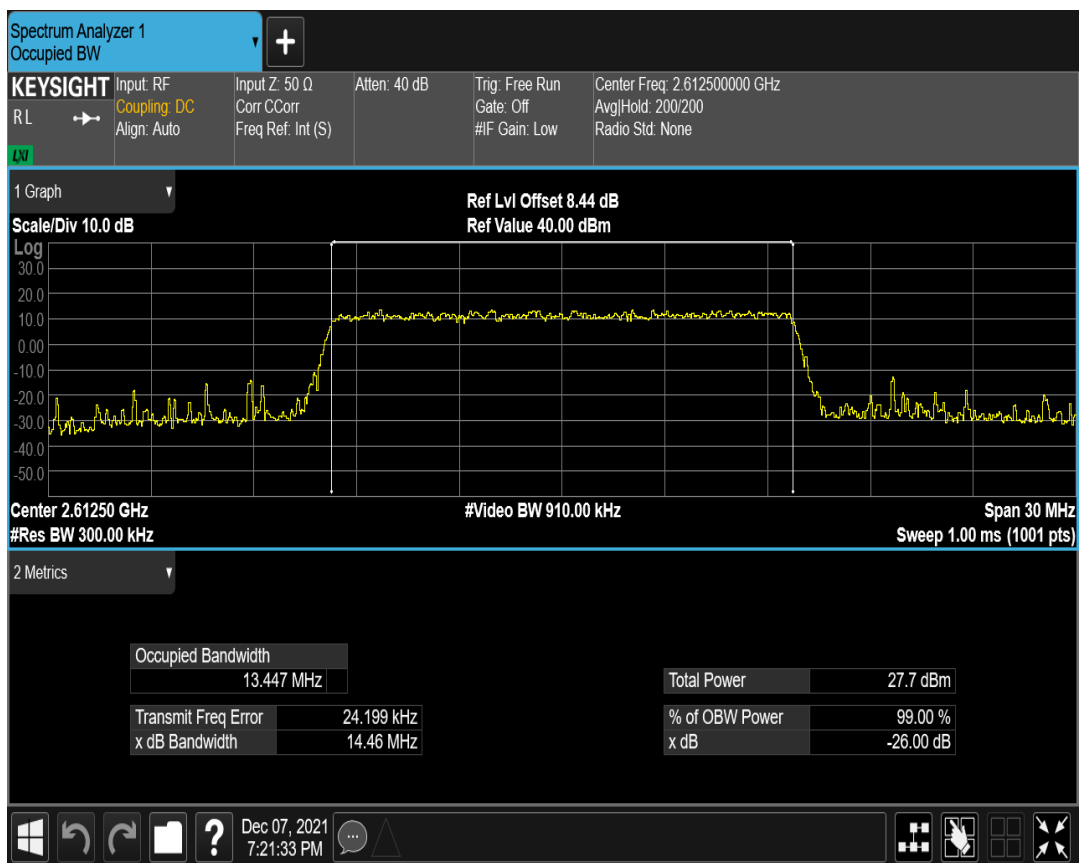 Spectrum Analyzer 1
Occupied BW
+
KEYSIGHT
RL
LXI
Input: RF
Coupling: DC
Align: Auto
Input Z: 50 Ω
Corr CCorr
Freq Ref: Int (S)
Atten: 40 dB
Trig: Free Run
Gate: Off
#IF Gain: Low
Center Freq: 2.612500000 GHz
Avg|Hold: 200/200
Radio Std: None
1 Graph
Scale/Div 10.0 dB
Ref Lvl Offset 8.44 dB
Ref Value 40.00 dBm
Log
30.0
20.0
10.0
0.00
-10.0
-20.0
-30.0
-40.0
-50.0
Center 2.61250 GHz
#Res BW 300.00 kHz
#Video BW 910.00 kHz
Span 30 MHz
Sweep 1.00 ms (1001 pts)
2 Metrics
Occupied Bandwidth
13.447 MHz
Transmit Freq Error 24.199 kHz
x dB Bandwidth 14.46 MHz
Total Power 27.7 dBm
% of OBW Power 99.00 %
x dB -26.00 dB
?
Dec 07, 2021
7:21:33 PM
...